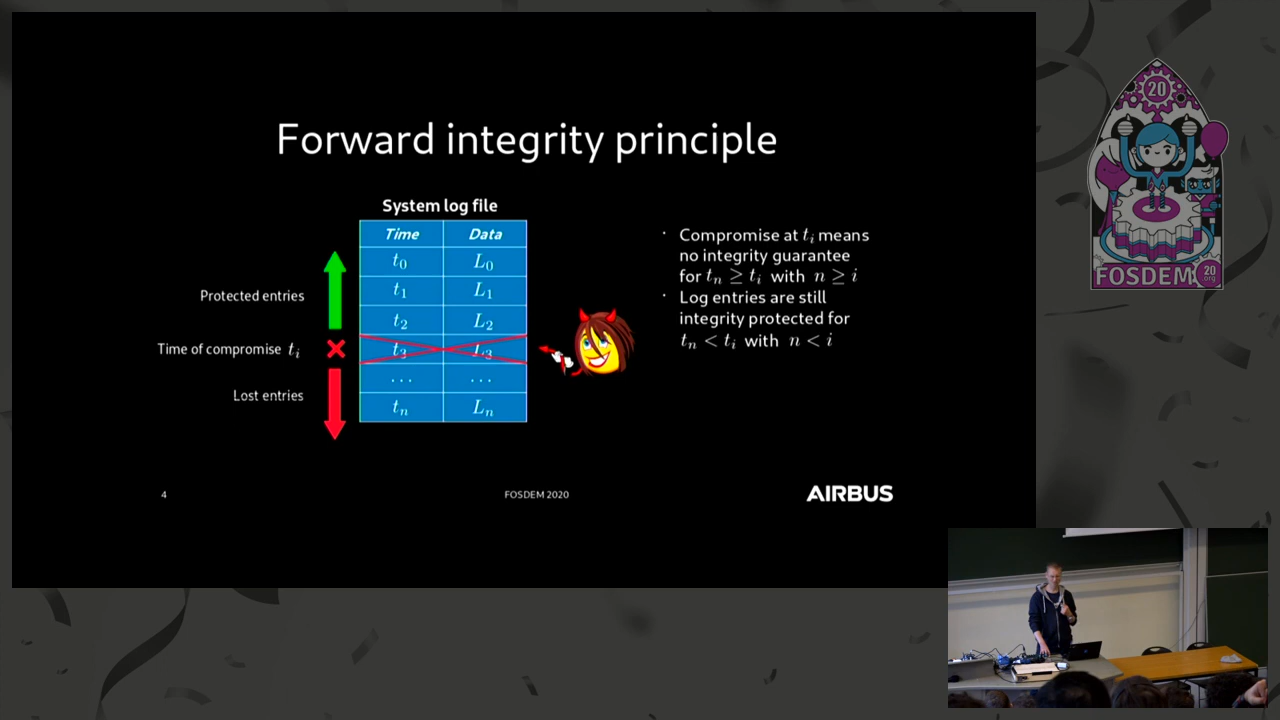 Forward integrity principle
System log file
Time Data
t₀ L₀
t₁ L₁
t₂ L₂
t₃ L₃
... ...
tₙ Lₙ
Protected entries
Time of compromise tᵢ
Lost entries
· Compromise at tᵢ means
no integrity guarantee
for tₙ ≥ tᵢ with n ≥ i
· Log entries are still
integrity protected for
tₙ < tᵢ with n < i
4
FOSDEM 2020
AIRBUS
20
FOSDEM
20
org